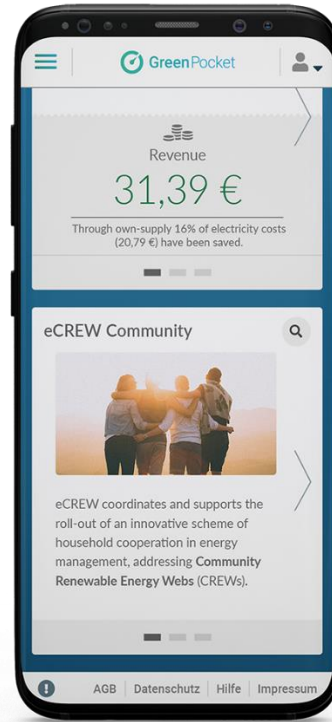 GreenPocket
Revenue
31,39 €
Through own-supply 16% of electricity costs
(20,79 €) have been saved.
eCREW Community
eCREW coordinates and supports the
roll-out of an innovative scheme of
household cooperation in energy
management, addressing Community
Renewable Energy Webs (CREWs).
AGB | Datenschutz | Hilfe | Impressum